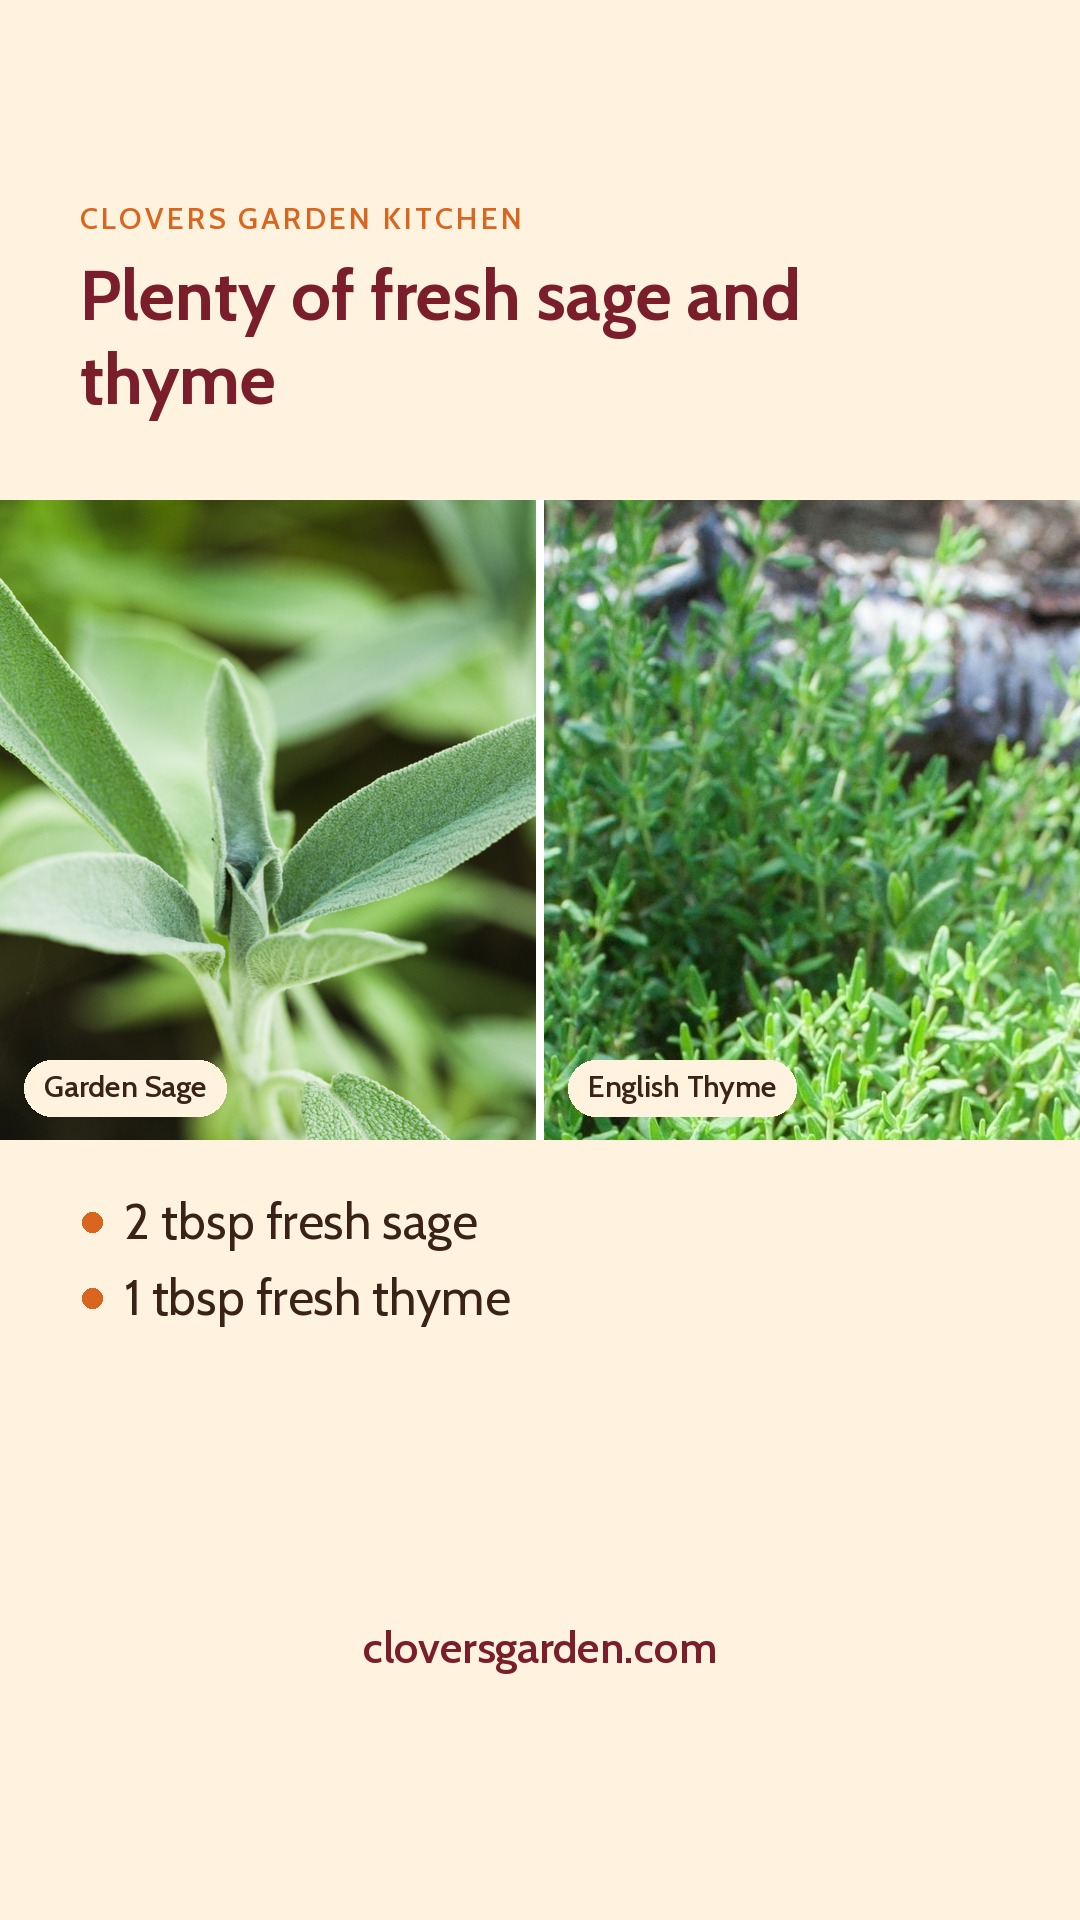 CLOVERS GARDEN KITCHEN
Plenty of fresh sage and
thyme
Garden Sage
English Thyme
2 tbsp fresh sage
1 tbsp fresh thyme
cloversgarden.com